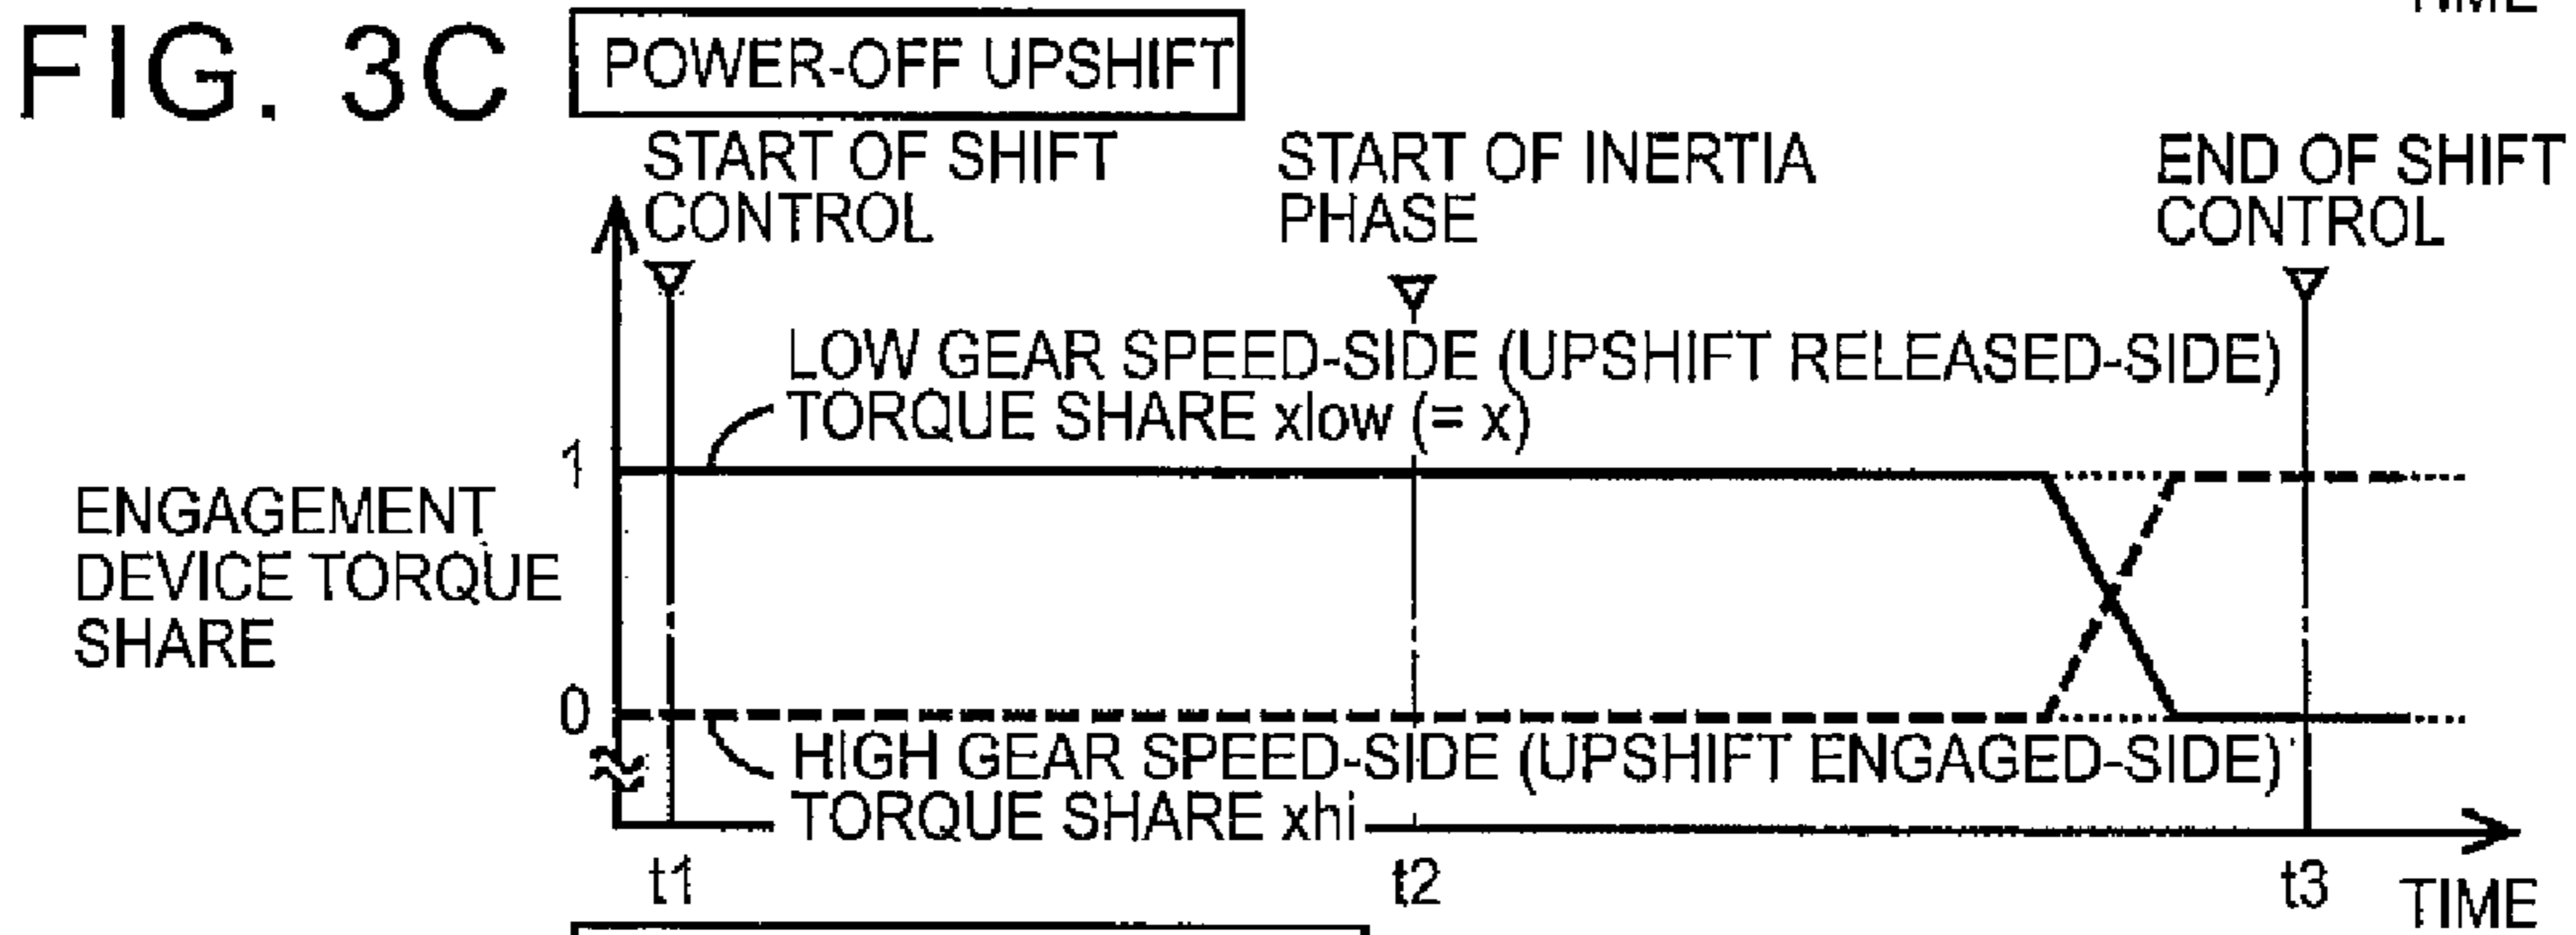 TIME
FIG. 3C
POWER-OFF UPSHIFT
START OF SHIFT
CONTROL
START OF INERTIA
PHASE
END OF SHIFT
CONTROL
LOW GEAR SPEED-SIDE (UPSHIFT RELEASED-SIDE)
TORQUE SHARE xlow (= x)
1
ENGAGEMENT
DEVICE TORQUE
SHARE
0
HIGH GEAR SPEED-SIDE (UPSHIFT ENGAGED-SIDE)
TORQUE SHARE xhi
t1
t2
t3
TIME